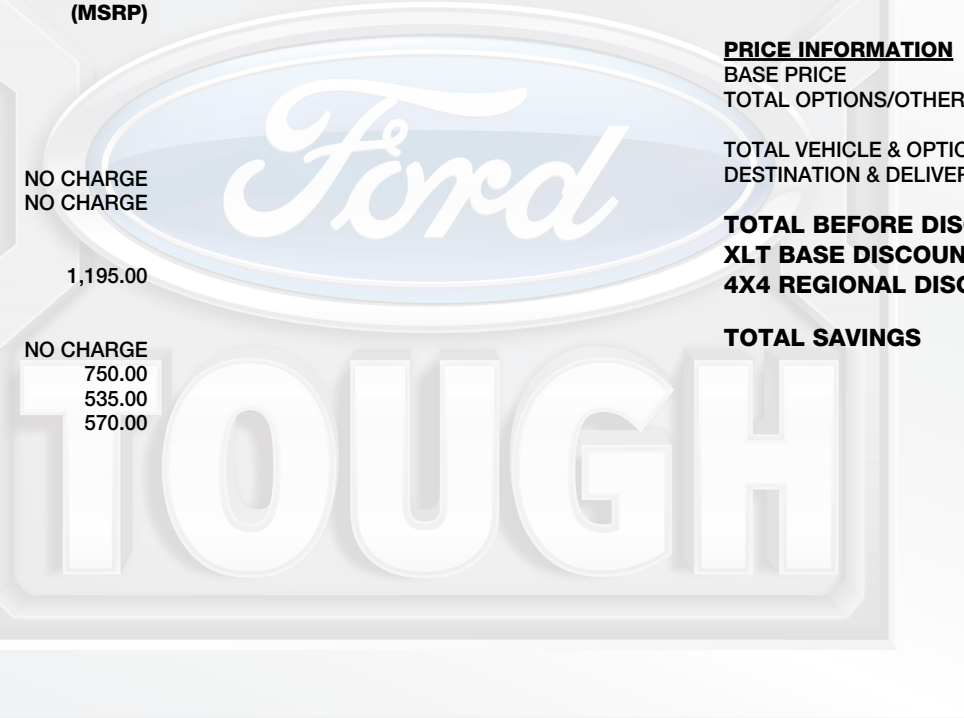 (MSRP)
NO CHARGE
NO CHARGE
1,195.00
NO CHARGE
750.00
535.00
570.00
Ford
TOUGH
PRICE INFORMATION
BASE PRICE
TOTAL OPTIONS/OTHER
TOTAL VEHICLE & OPTIO
DESTINATION & DELIVER
TOTAL BEFORE DISC
XLT BASE DISCOUN
4X4 REGIONAL DISC
TOTAL SAVINGS